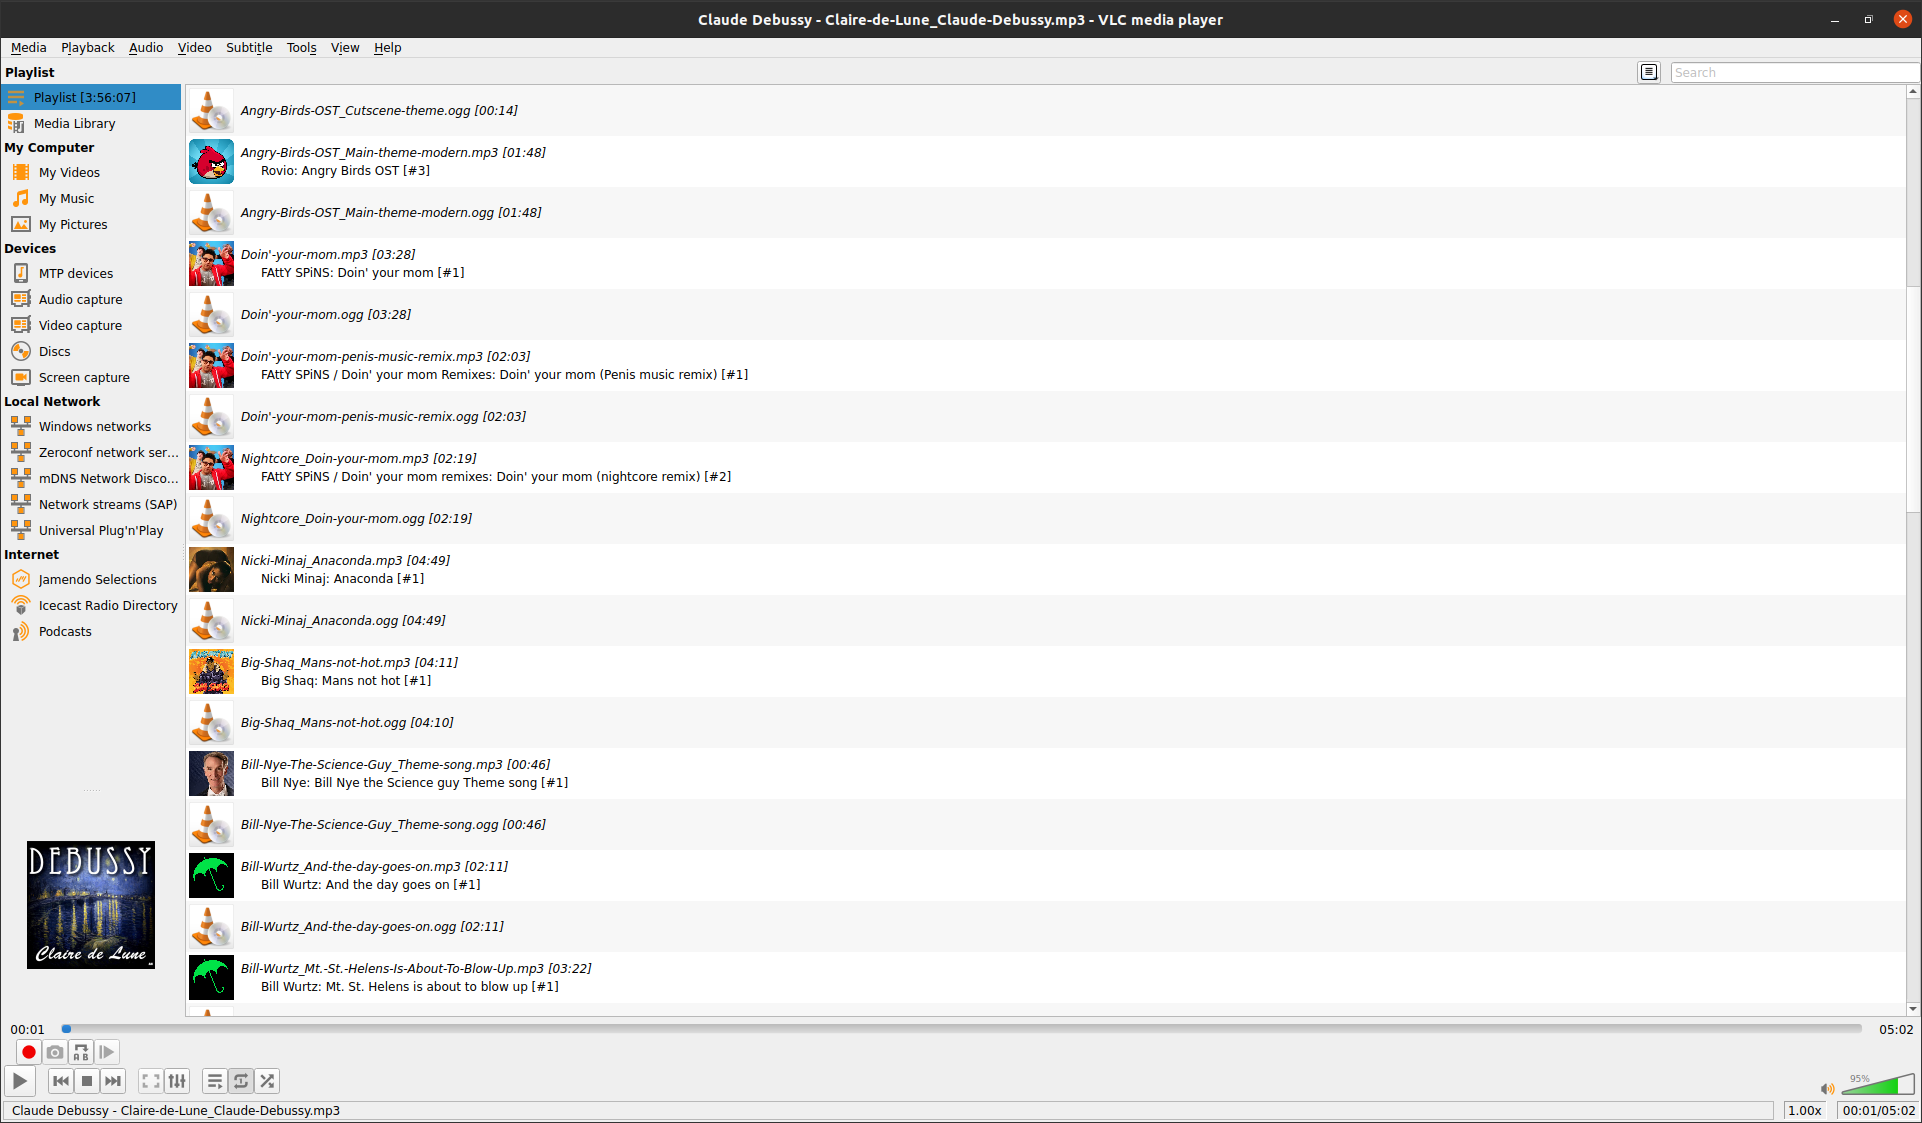 Claude Debussy - Claire-de-Lune_Claude-Debussy.mp3 - VLC media player
Media Playback Audio Video Subtitle Tools View Help
Playlist
Search
Playlist [3:56:07]
Media Library
My Computer
My Videos
My Music
My Pictures
Devices
MTP devices
Audio capture
Video capture
Discs
Screen capture
Local Network
Windows networks
Zeroconf network ser...
mDNS Network Disco...
Network streams (SAP)
Universal Plug'n'Play
Internet
Jamendo Selections
Icecast Radio Directory
Podcasts
DEBUSSY
Claire de Lune
Angry-Birds-OST_Cutscene-theme.ogg [00:14]
Angry-Birds-OST_Main-theme-modern.mp3 [01:48]
Rovio: Angry Birds OST [#3]
Angry-Birds-OST_Main-theme-modern.ogg [01:48]
Doin'-your-mom.mp3 [03:28]
FAttY SPiNS: Doin' your mom [#1]
Doin'-your-mom.ogg [03:28]
Doin'-your-mom-penis-music-remix.mp3 [02:03]
FAttY SPiNS / Doin' your mom Remixes: Doin' your mom (Penis music remix) [#1]
Doin'-your-mom-penis-music-remix.ogg [02:03]
Nightcore_Doin-your-mom.mp3 [02:19]
FAttY SPiNS / Doin' your mom remixes: Doin' your mom (nightcore remix) [#2]
Nightcore_Doin-your-mom.ogg [02:19]
Nicki-Minaj_Anaconda.mp3 [04:49]
Nicki Minaj: Anaconda [#1]
Nicki-Minaj_Anaconda.ogg [04:49]
Big-Shaq_Mans-not-hot.mp3 [04:11]
Big Shaq: Mans not hot [#1]
Big-Shaq_Mans-not-hot.ogg [04:10]
Bill-Nye-The-Science-Guy_Theme-song.mp3 [00:46]
Bill Nye: Bill Nye the Science guy Theme song [#1]
Bill-Nye-The-Science-Guy_Theme-song.ogg [00:46]
Bill-Wurtz_And-the-day-goes-on.mp3 [02:11]
Bill Wurtz: And the day goes on [#1]
Bill-Wurtz_And-the-day-goes-on.ogg [02:11]
Bill-Wurtz_Mt.-St.-Helens-Is-About-To-Blow-Up.mp3 [03:22]
Bill Wurtz: Mt. St. Helens is about to blow up [#1]
00:01
05:02
A B
95%
Claude Debussy - Claire-de-Lune_Claude-Debussy.mp3
1.00x
00:01/05:02